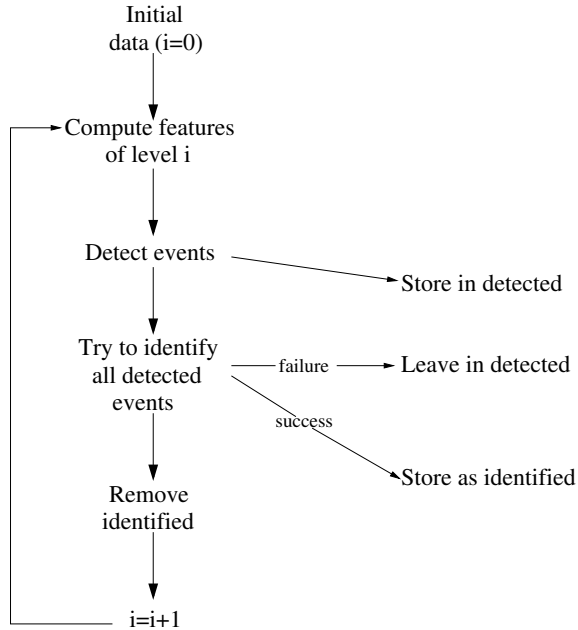 Initial
data (i=0)
Compute features
of level i
Detect events
Store in detected
Try to identify
all detected
events
failure
Leave in detected
success
Store as identified
Remove
identified
i=i+1